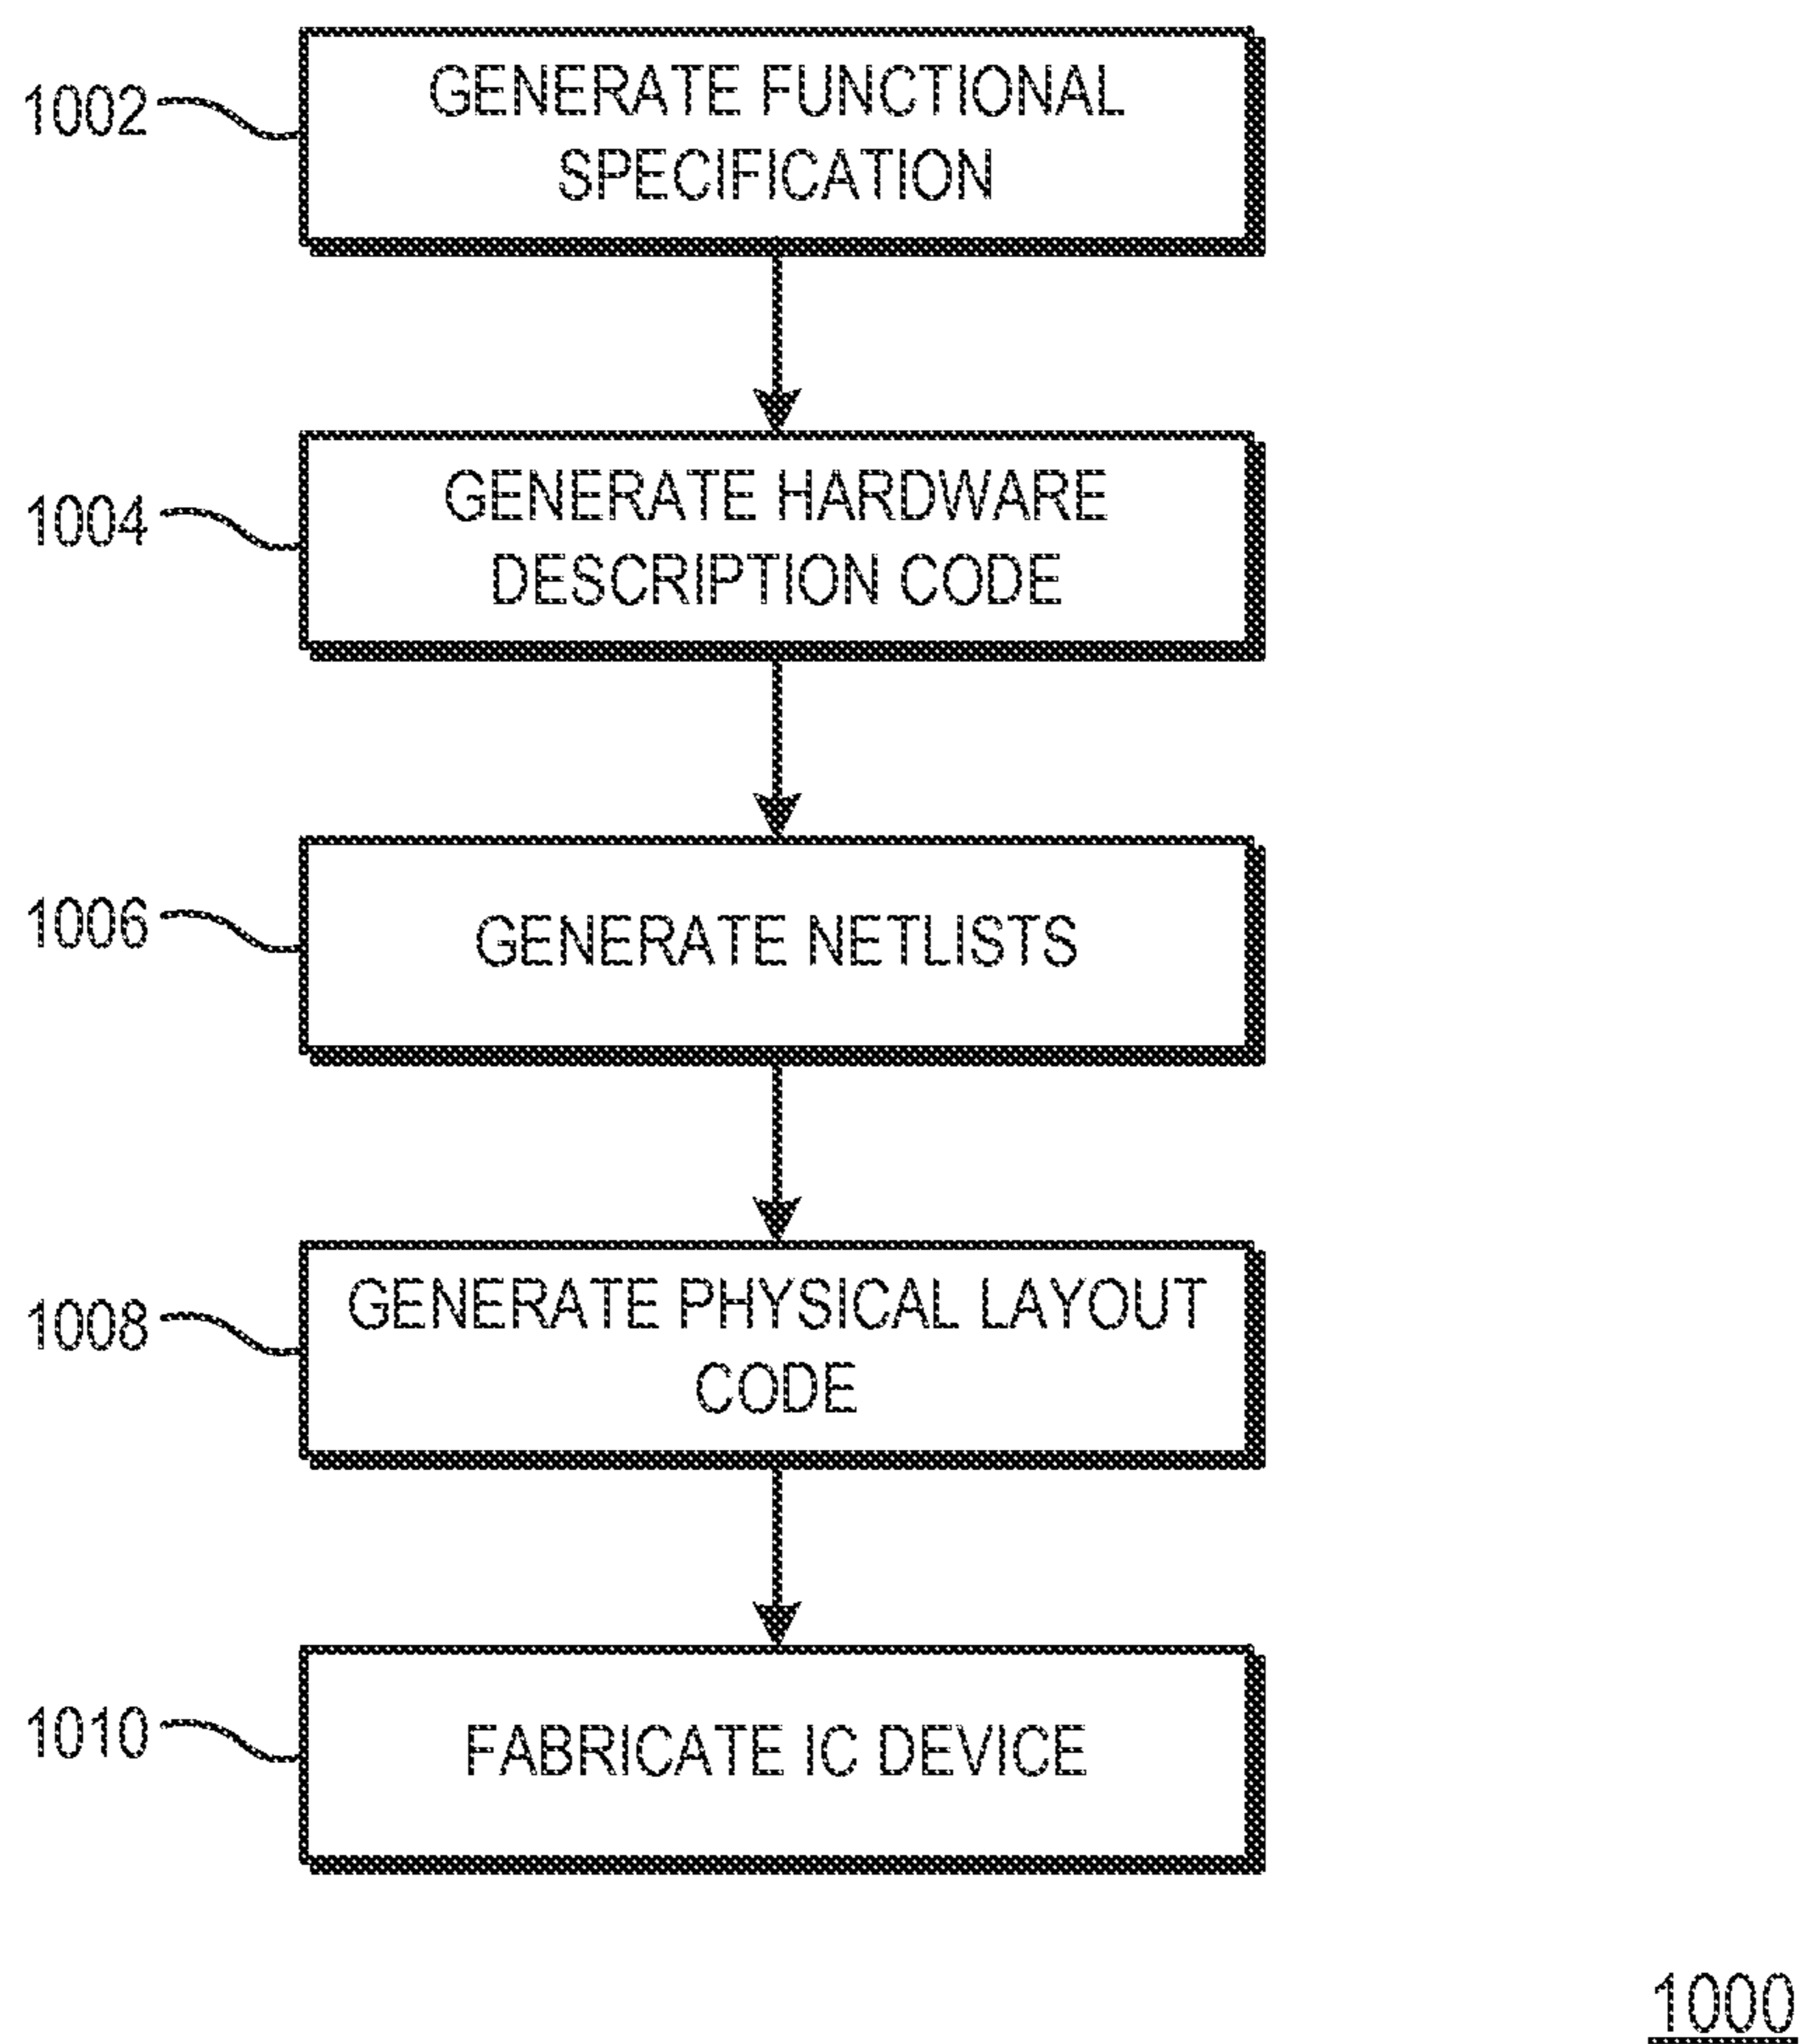 1002
GENERATE FUNCTIONAL
SPECIFICATION
1004
GENERATE HARDWARE
DESCRIPTION CODE
1006
GENERATE NETLISTS
1008
GENERATE PHYSICAL LAYOUT
CODE
1010
FABRICATE IC DEVICE
1000